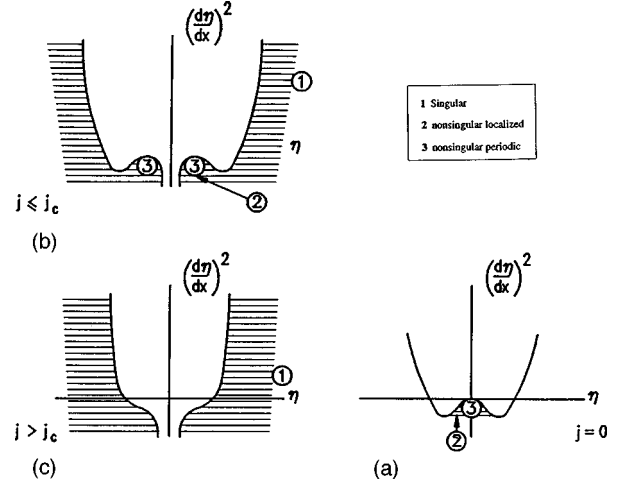 (dη/dx)²
①
③
③
η
②
j ⩽ j_c
(b)
1 Singular
2 nonsingular localized
3 nonsingular periodic
(dη/dx)²
①
η
j > j_c
(c)
(dη/dx)²
③
η
②
j=0
(a)